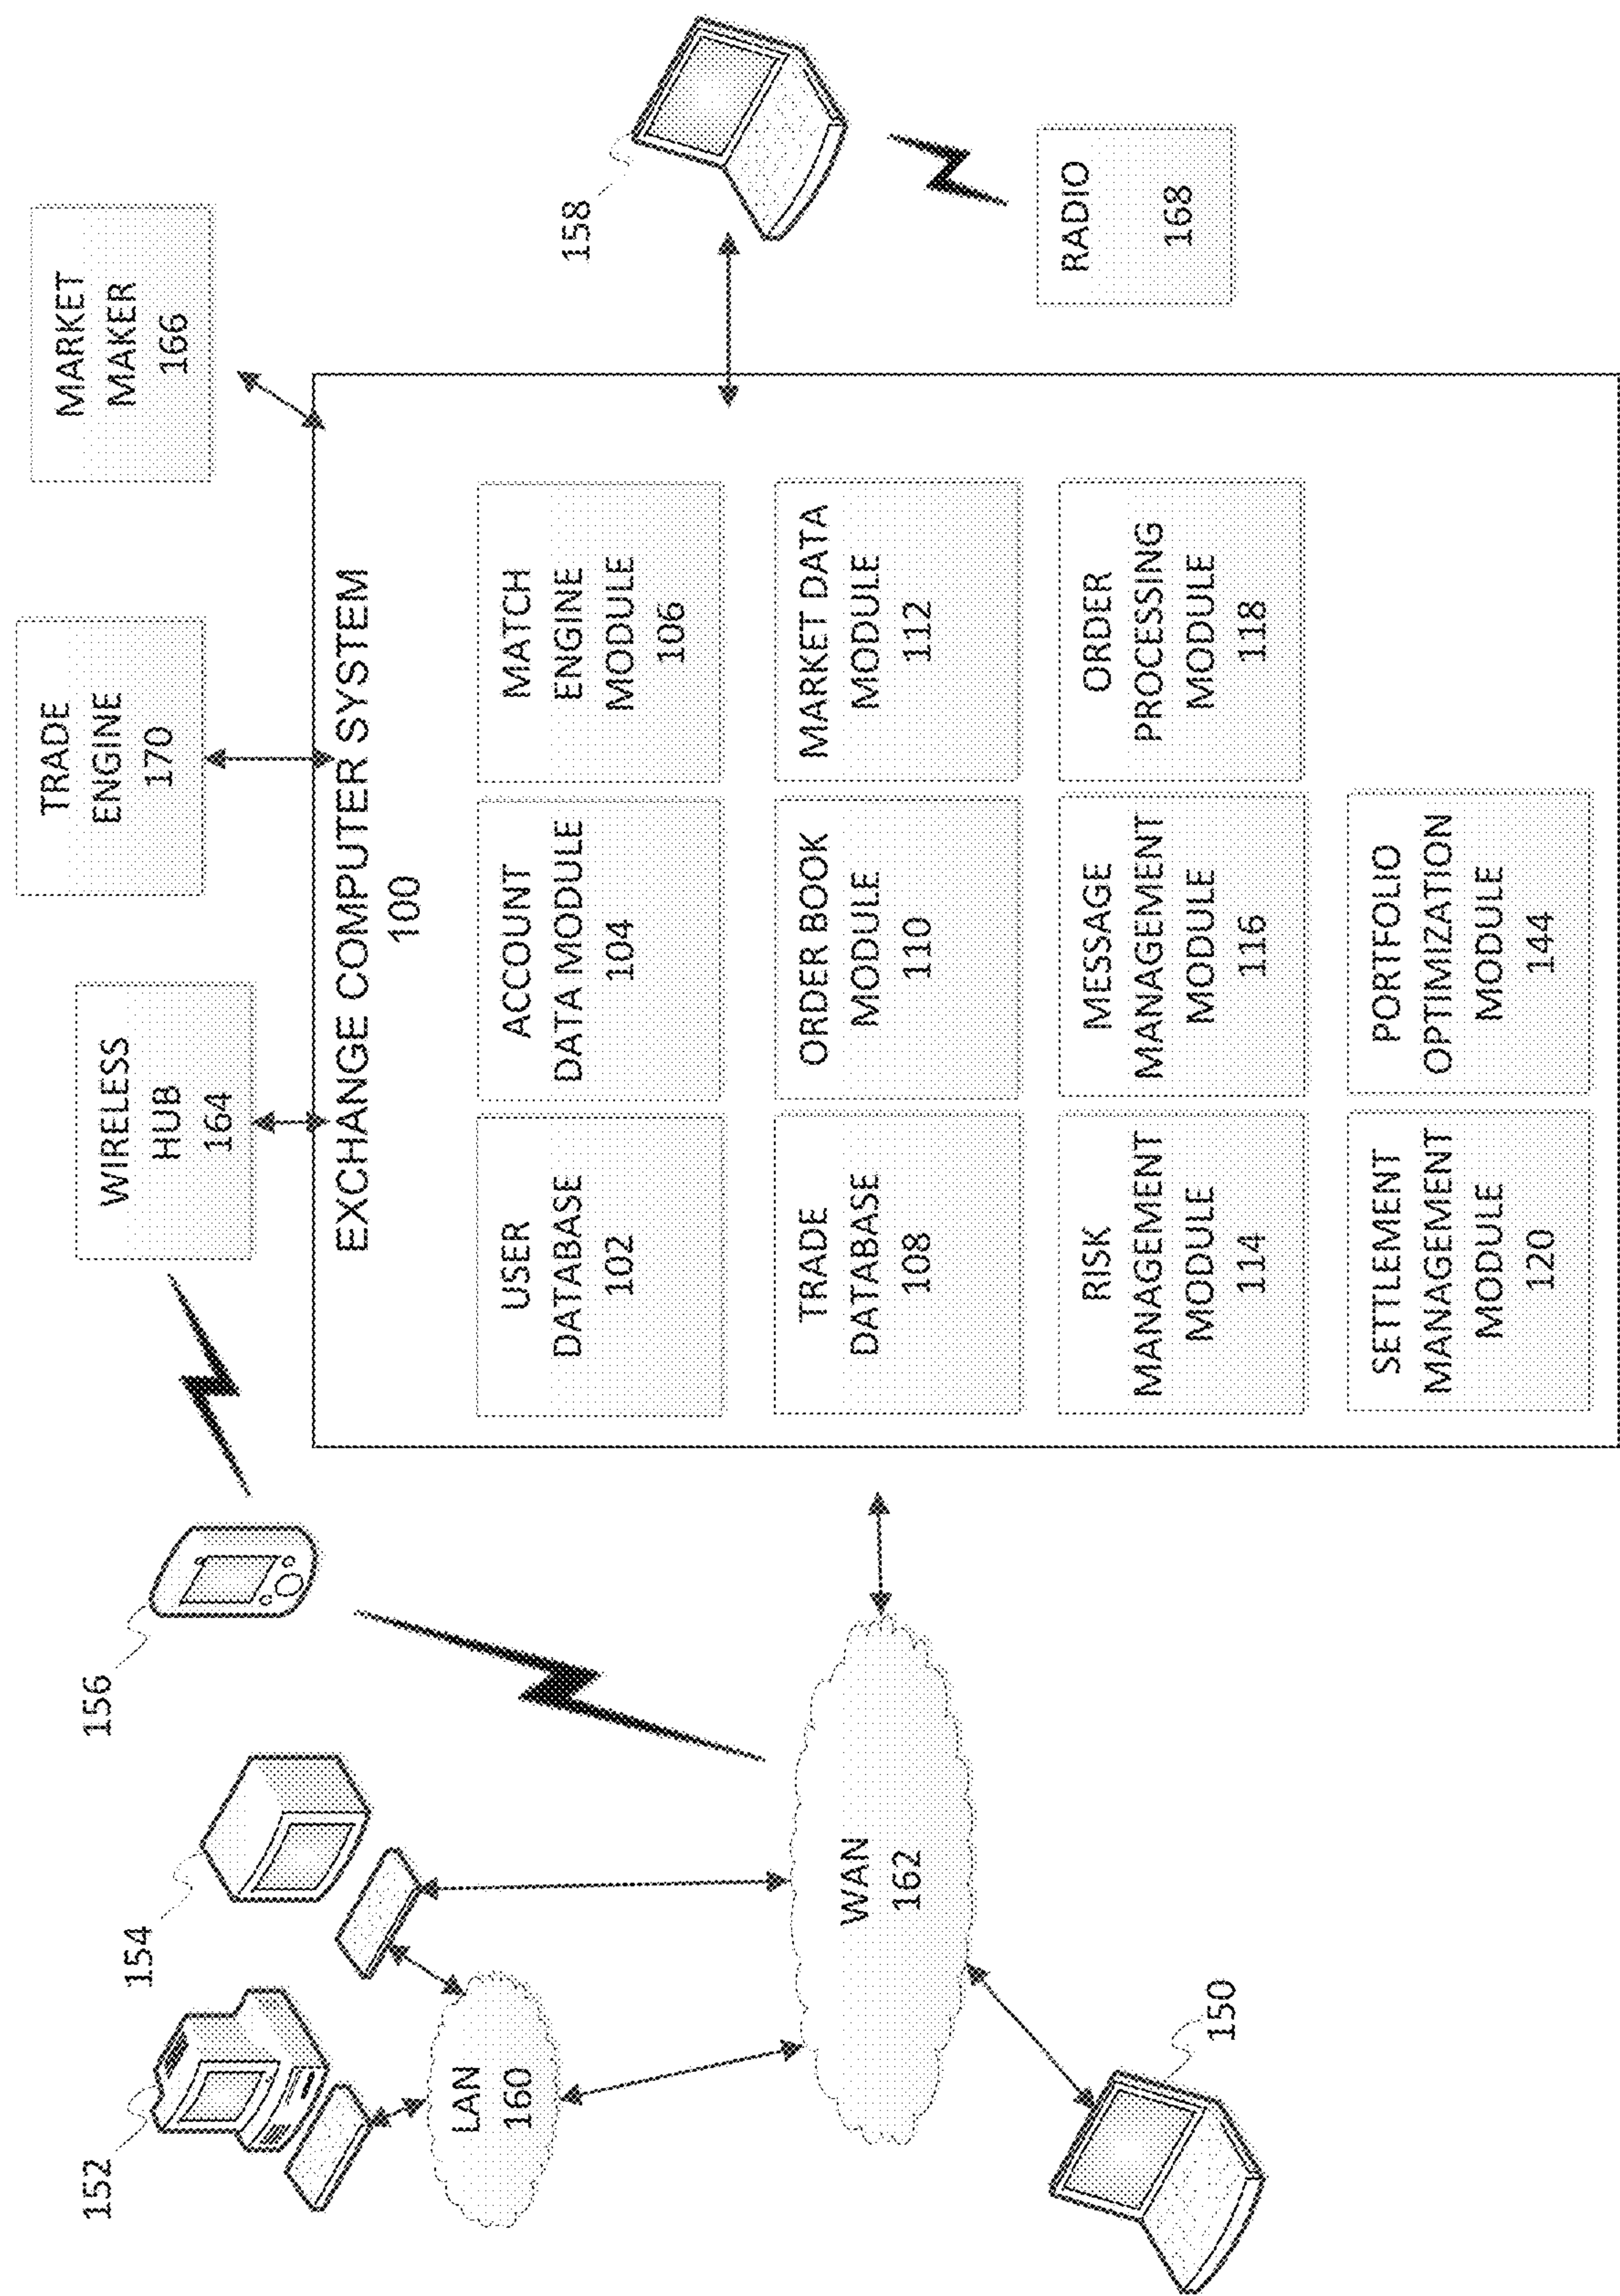 152
154
156
WIRELESS
HUB
164
TRADE
ENGINE
170
MARKET
MAKER
166
LAN
160
WAN
162
150
EXCHANGE COMPUTER SYSTEM
100
USER
DATABASE
102
ACCOUNT
DATA MODULE
104
MATCH
ENGINE
MODULE
106
TRADE
DATABASE
108
ORDER BOOK
MODULE
110
MARKET DATA
MODULE
112
RISK
MANAGEMENT
MODULE
114
MESSAGE
MANAGEMENT
MODULE
116
ORDER
PROCESSING
MODULE
118
SETTLEMENT
MANAGEMENT
MODULE
120
PORTFOLIO
OPTIMIZATION
MODULE
144
158
RADIO
168